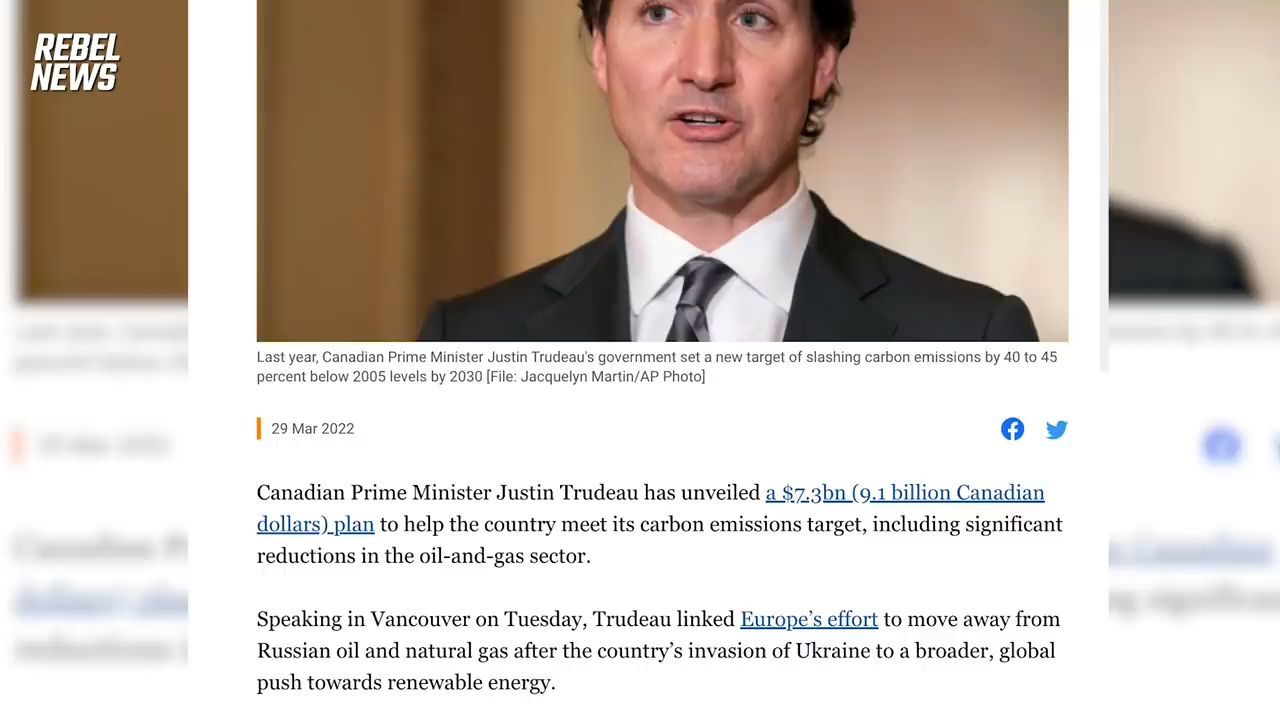 REBEL
NEWS
Last year, Canadian Prime Minister Justin Trudeau's government set a new target of slashing carbon emissions by 40 to 45
percent below 2005 levels by 2030 [File: Jacquelyn Martin/AP Photo]
29 Mar 2022
Canadian Prime Minister Justin Trudeau has unveiled a $7.3bn (9.1 billion Canadian
dollars) plan to help the country meet its carbon emissions target, including significant
reductions in the oil-and-gas sector.
Speaking in Vancouver on Tuesday, Trudeau linked Europe’s effort to move away from
Russian oil and natural gas after the country’s invasion of Ukraine to a broader, global
push towards renewable energy.